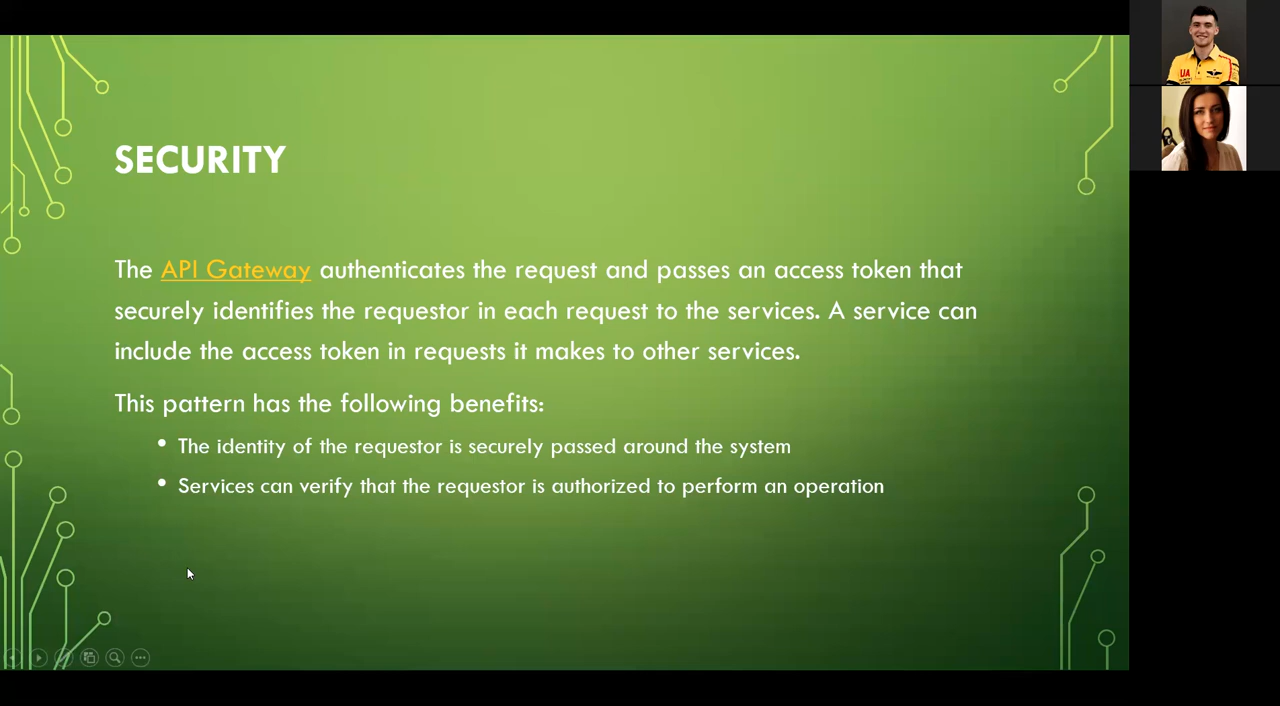 SECURITY
The API Gateway authenticates the request and passes an access token that
securely identifies the requestor in each request to the services. A service can
include the access token in requests it makes to other services.
This pattern has the following benefits:
• The identity of the requestor is securely passed around the system
• Services can verify that the requestor is authorized to perform an operation
UA